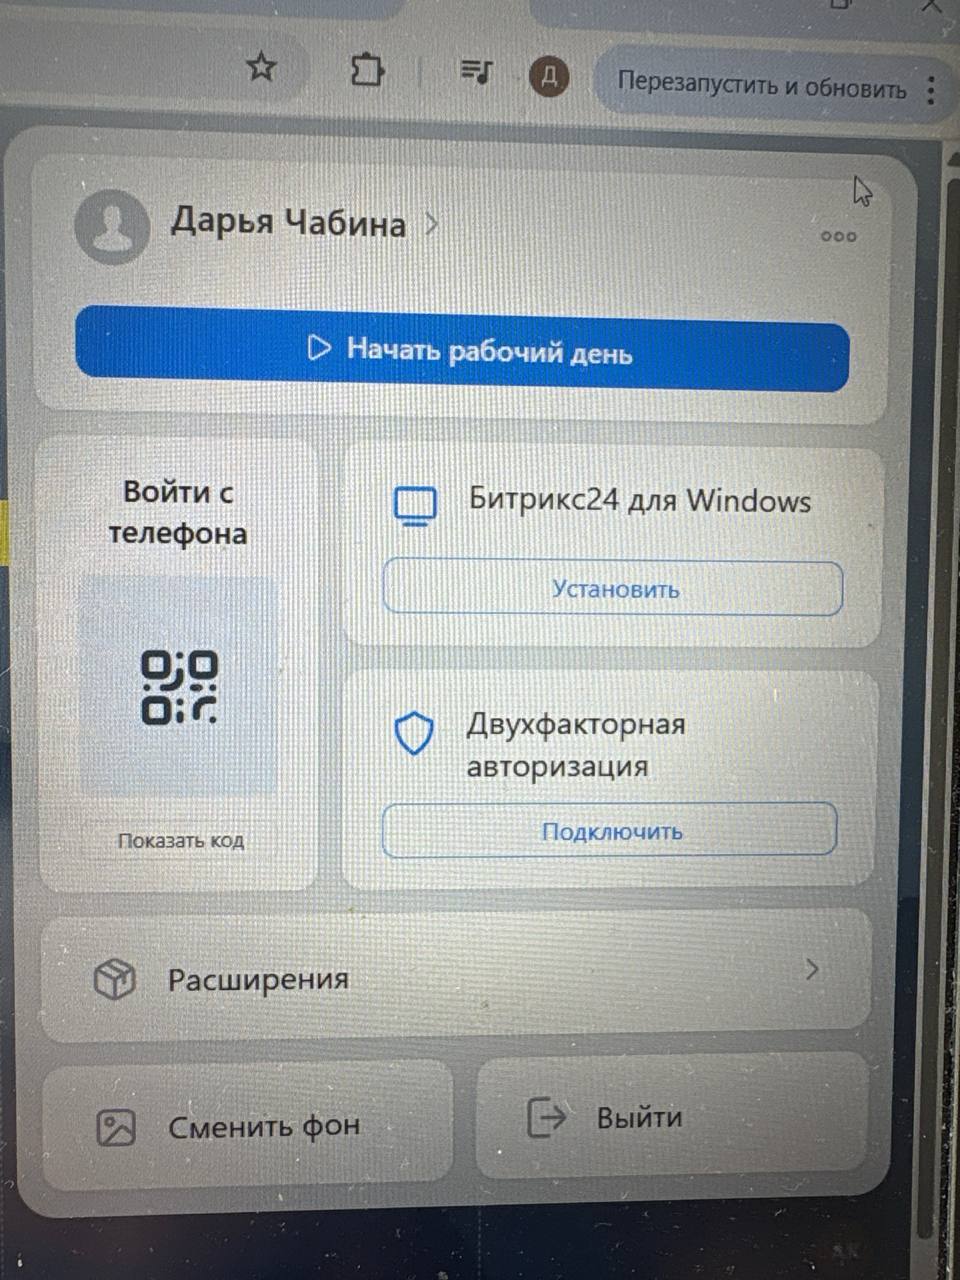 Д
Перезапустить и обновить
Дарья Чабина
Начать рабочий день
Войти с
телефона
Показать код
Битрикс24 для Windows
Установить
Двухфакторная
авторизация
Подключить
Расширения
Сменить фон
Выйти